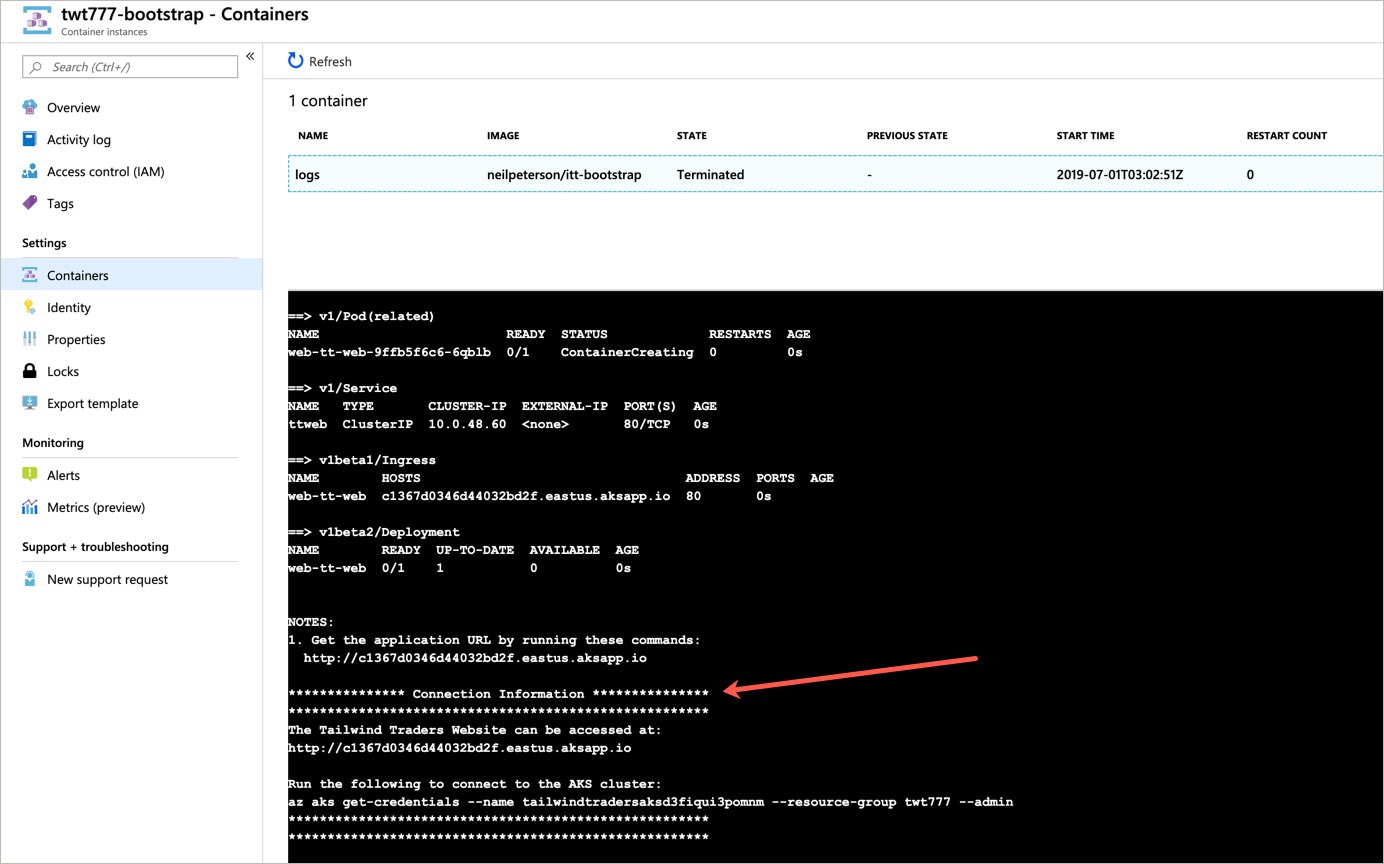 twt777-bootstrap - Containers
Container instances
Search (Ctrl+/)
«
Overview
Activity log
Access control (IAM)
Tags
Settings
Containers
Identity
Properties
Locks
Export template
Monitoring
Alerts
Metrics (preview)
Support + troubleshooting
New support request
Refresh
1 container
NAME IMAGE STATE PREVIOUS STATE START TIME RESTART COUNT
logs neilpeterson/itt-bootstrap Terminated - 2019-07-01T03:02:51Z 0
==> v1/Pod(related)
NAME READY STATUS RESTARTS AGE
web-tt-web-9ffb5f6c6-6qblb 0/1 ContainerCreating 0 0s
==> v1/Service
NAME TYPE CLUSTER-IP EXTERNAL-IP PORT(S) AGE
ttweb ClusterIP 10.0.48.60 <none> 80/TCP 0s
==> v1beta1/Ingress
NAME HOSTS ADDRESS PORTS AGE
web-tt-web c1367d0346d44032bd2f.eastus.aksapp.io 80 0s
==> v1beta2/Deployment
NAME READY UP-TO-DATE AVAILABLE AGE
web-tt-web 0/1 1 0 0s
NOTES:
1. Get the application URL by running these commands:
http://c1367d0346d44032bd2f.eastus.aksapp.io
*************** Connection Information ***************
******************************************************
The Tailwind Traders Website can be accessed at:
http://c1367d0346d44032bd2f.eastus.aksapp.io
Run the following to connect to the AKS cluster:
az aks get-credentials --name tailwindtradersaksd3fiqui3pomnm --resource-group twt777 --admin
******************************************************
******************************************************